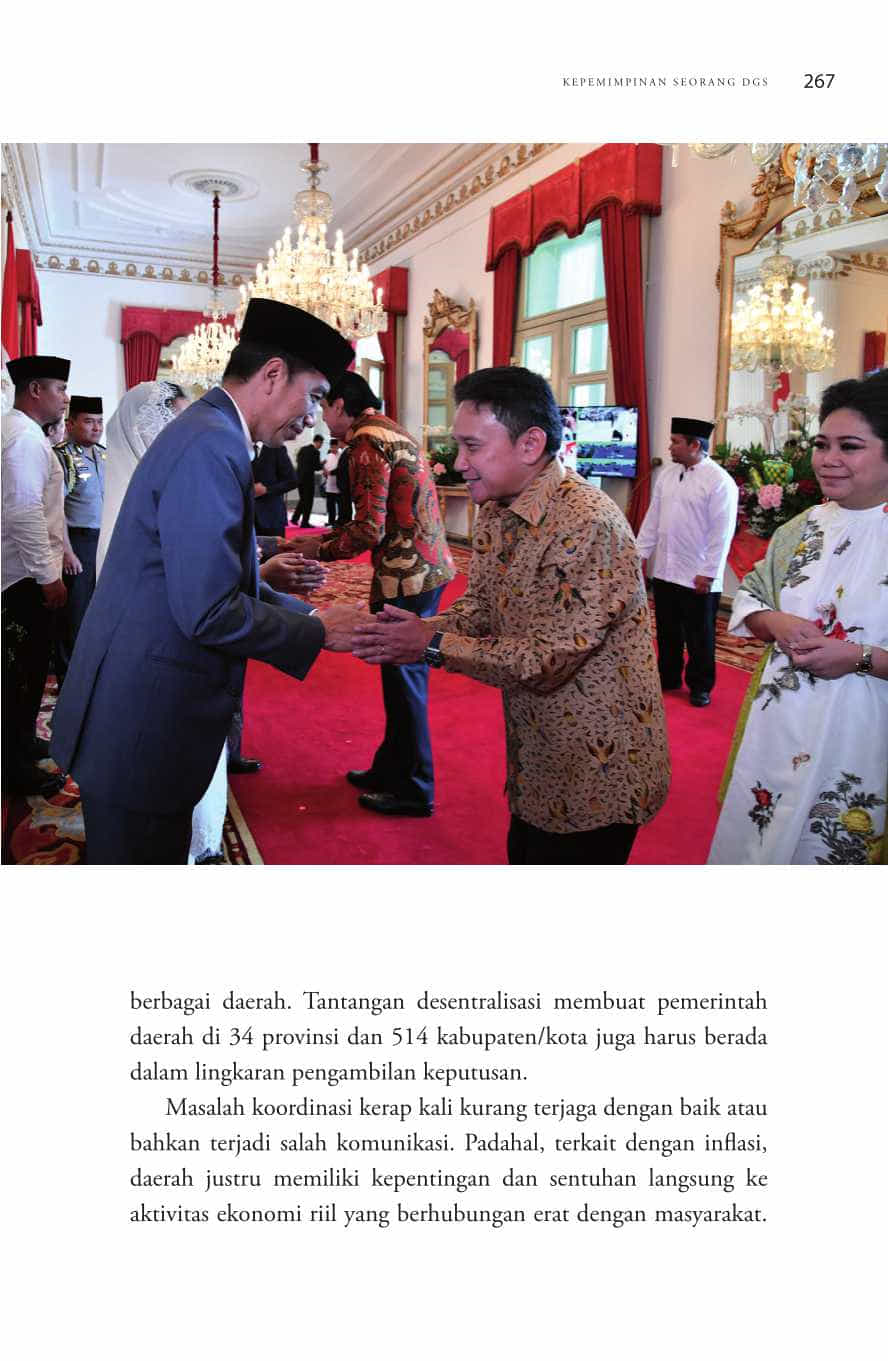 KEPEMIMPINAN SEORANG DGS 267
berbagai daerah. Tantangan desentralisasi membuat pemerintah
daerah di 34 provinsi dan 514 kabupaten/kota juga harus berada
dalam lingkaran pengambilan keputusan.
Masalah koordinasi kerap kali kurang terjaga dengan baik atau
bahkan terjadi salah komunikasi. Padahal, terkait dengan inflasi,
daerah justru memiliki kepentingan dan sentuhan langsung ke
aktivitas ekonomi riil yang berhubungan erat dengan masyarakat.